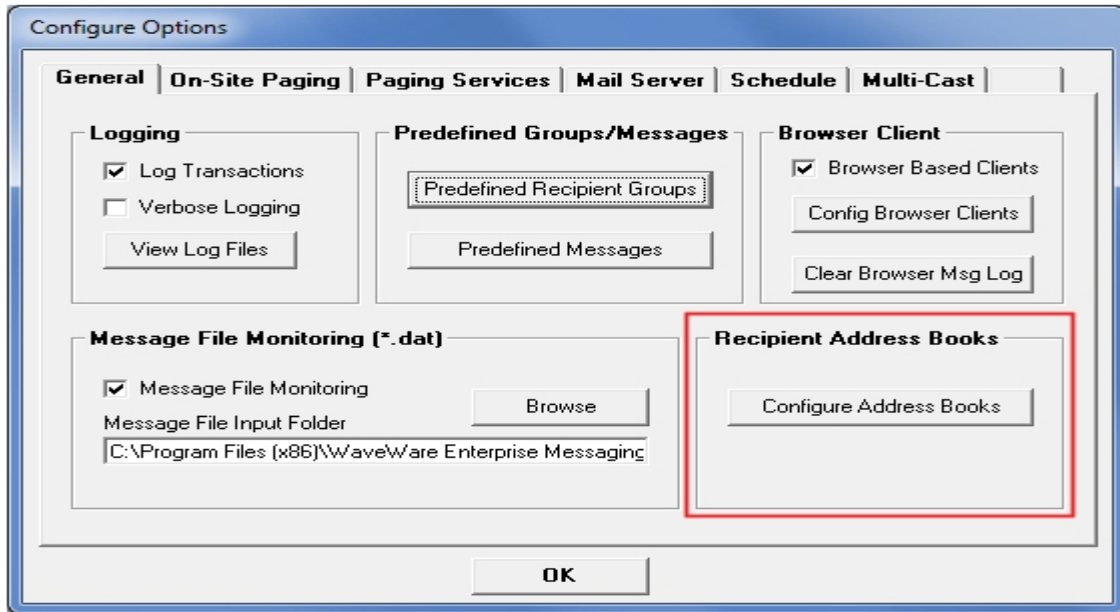 Configure Options
General On-Site Paging Paging Services Mail Server Schedule Multi-Cast
Logging
Log Transactions
Verbose Logging
View Log Files
Predefined Groups/Messages
Predefined Recipient Groups
Predefined Messages
Browser Client
Browser Based Clients
Config Browser Clients
Clear Browser Msg Log
Message File Monitoring (*.dat)
Message File Monitoring
Browse
Message File Input Folder
C:\Program Files (x86)\WaveWare Enterprise Messaging
Recipient Address Books
Configure Address Books
OK